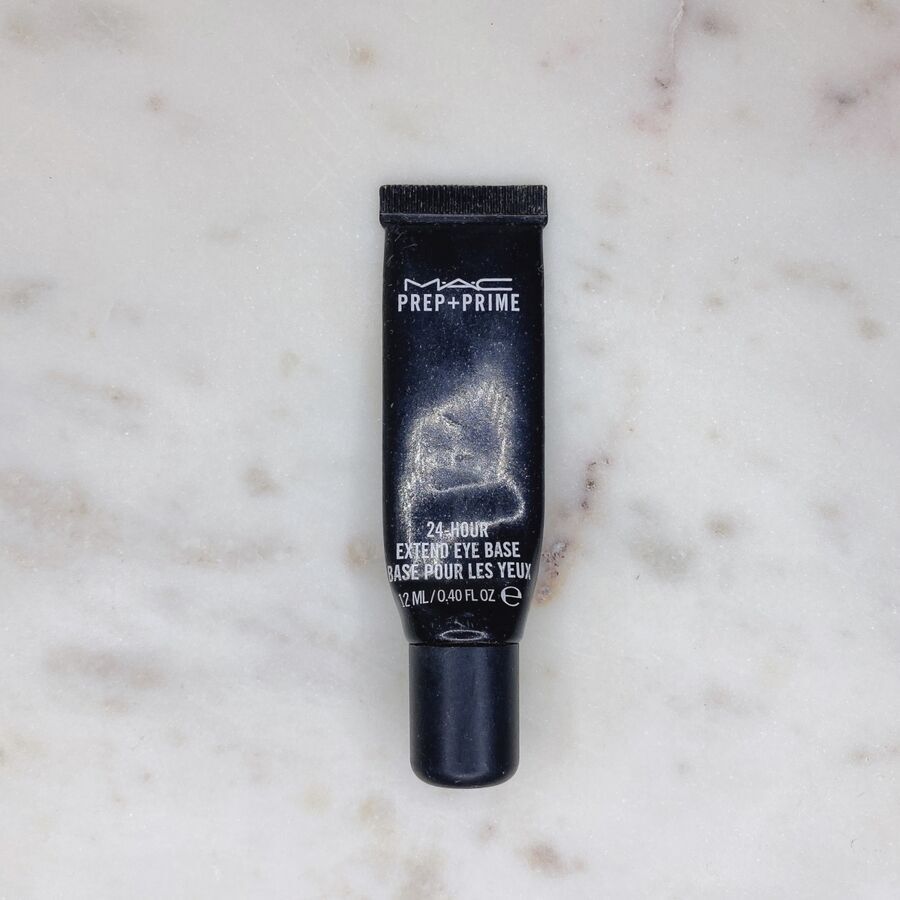 MAC
PREP+PRIME
24-HOUR
EXTEND EYE BASE
BASE POUR LES YEUX
12 ML/0.40 FL OZ ℮